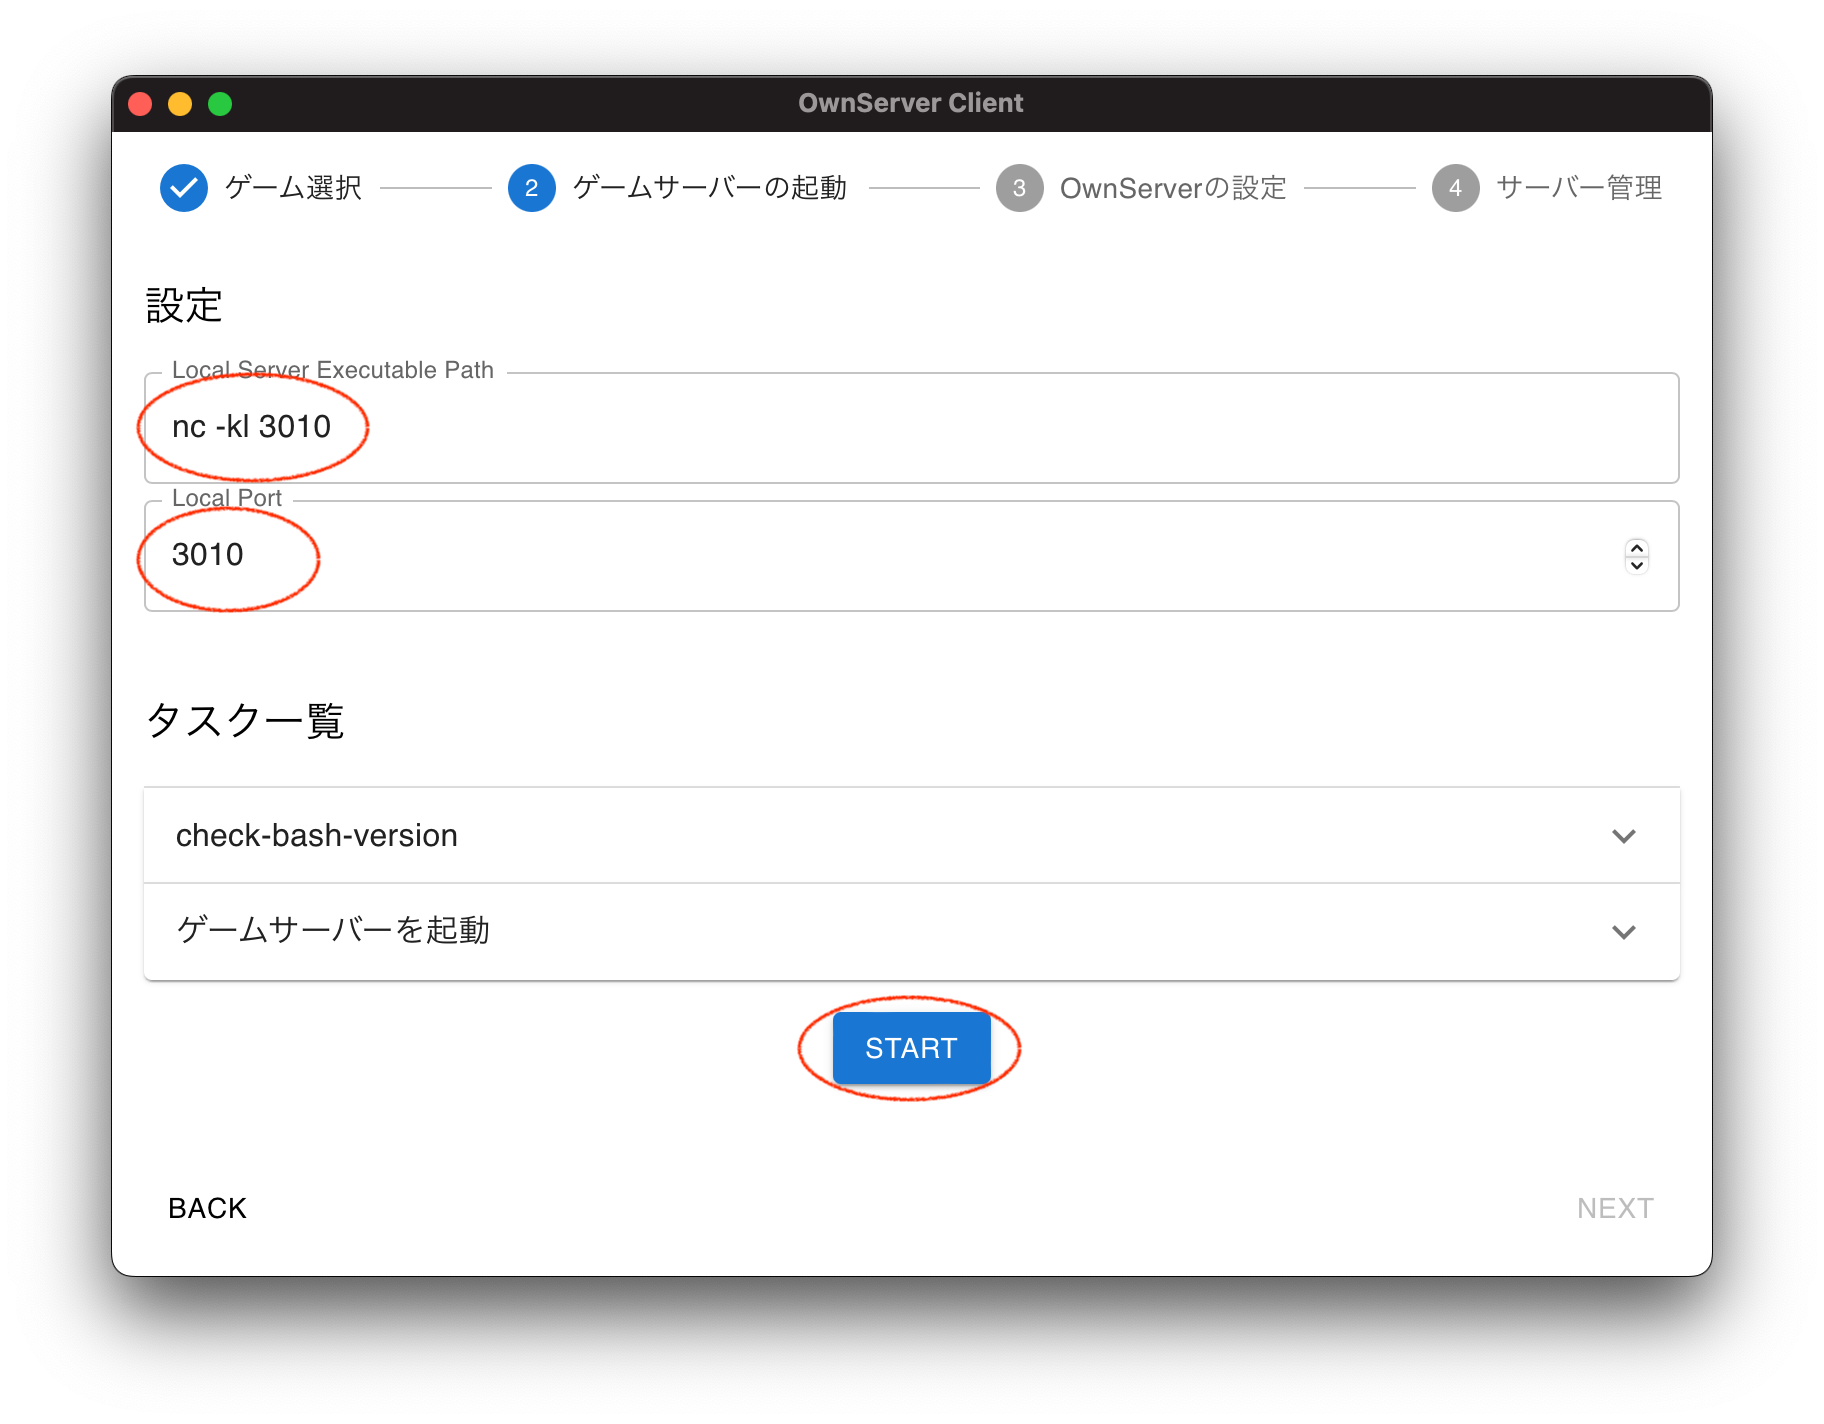 OwnServer Client
ゲーム選択 2 ゲームサーバーの起動 3 OwnServerの設定 4 サーバー管理
設定
Local Server Executable Path
nc -kl 3010
Local Port
3010
タスク一覧
check-bash-version
ゲームサーバーを起動
START
BACK NEXT